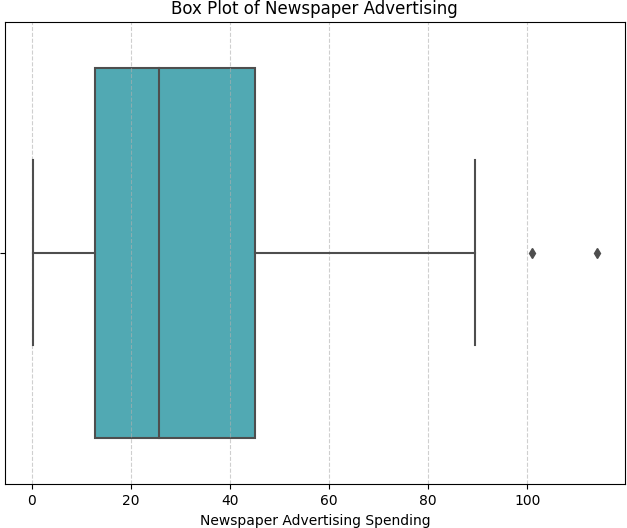 Box Plot of Newspaper Advertising
0 20 40 60 80 100
Newspaper Advertising Spending